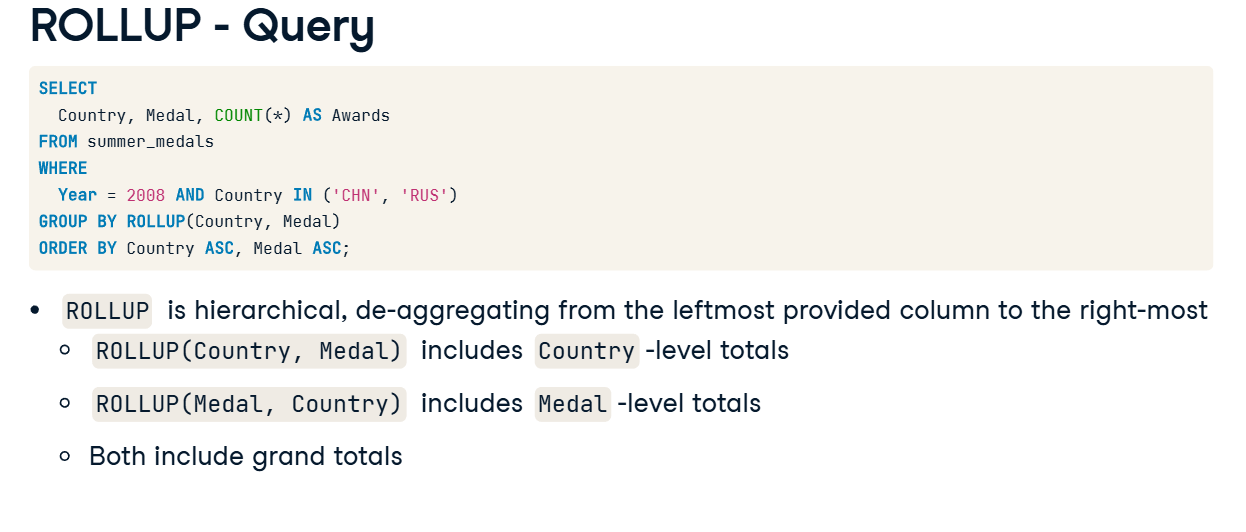 ROLLUP - Query
SELECT
Country, Medal, COUNT(*) AS Awards
FROM summer_medals
WHERE
Year = 2008 AND Country IN ('CHN', 'RUS')
GROUP BY ROLLUP(Country, Medal)
ORDER BY Country ASC, Medal ASC;
• ROLLUP is hierarchical, de-aggregating from the leftmost provided column to the right-most
○ ROLLUP(Country, Medal) includes Country -level totals
○ ROLLUP(Medal, Country) includes Medal -level totals
○ Both include grand totals